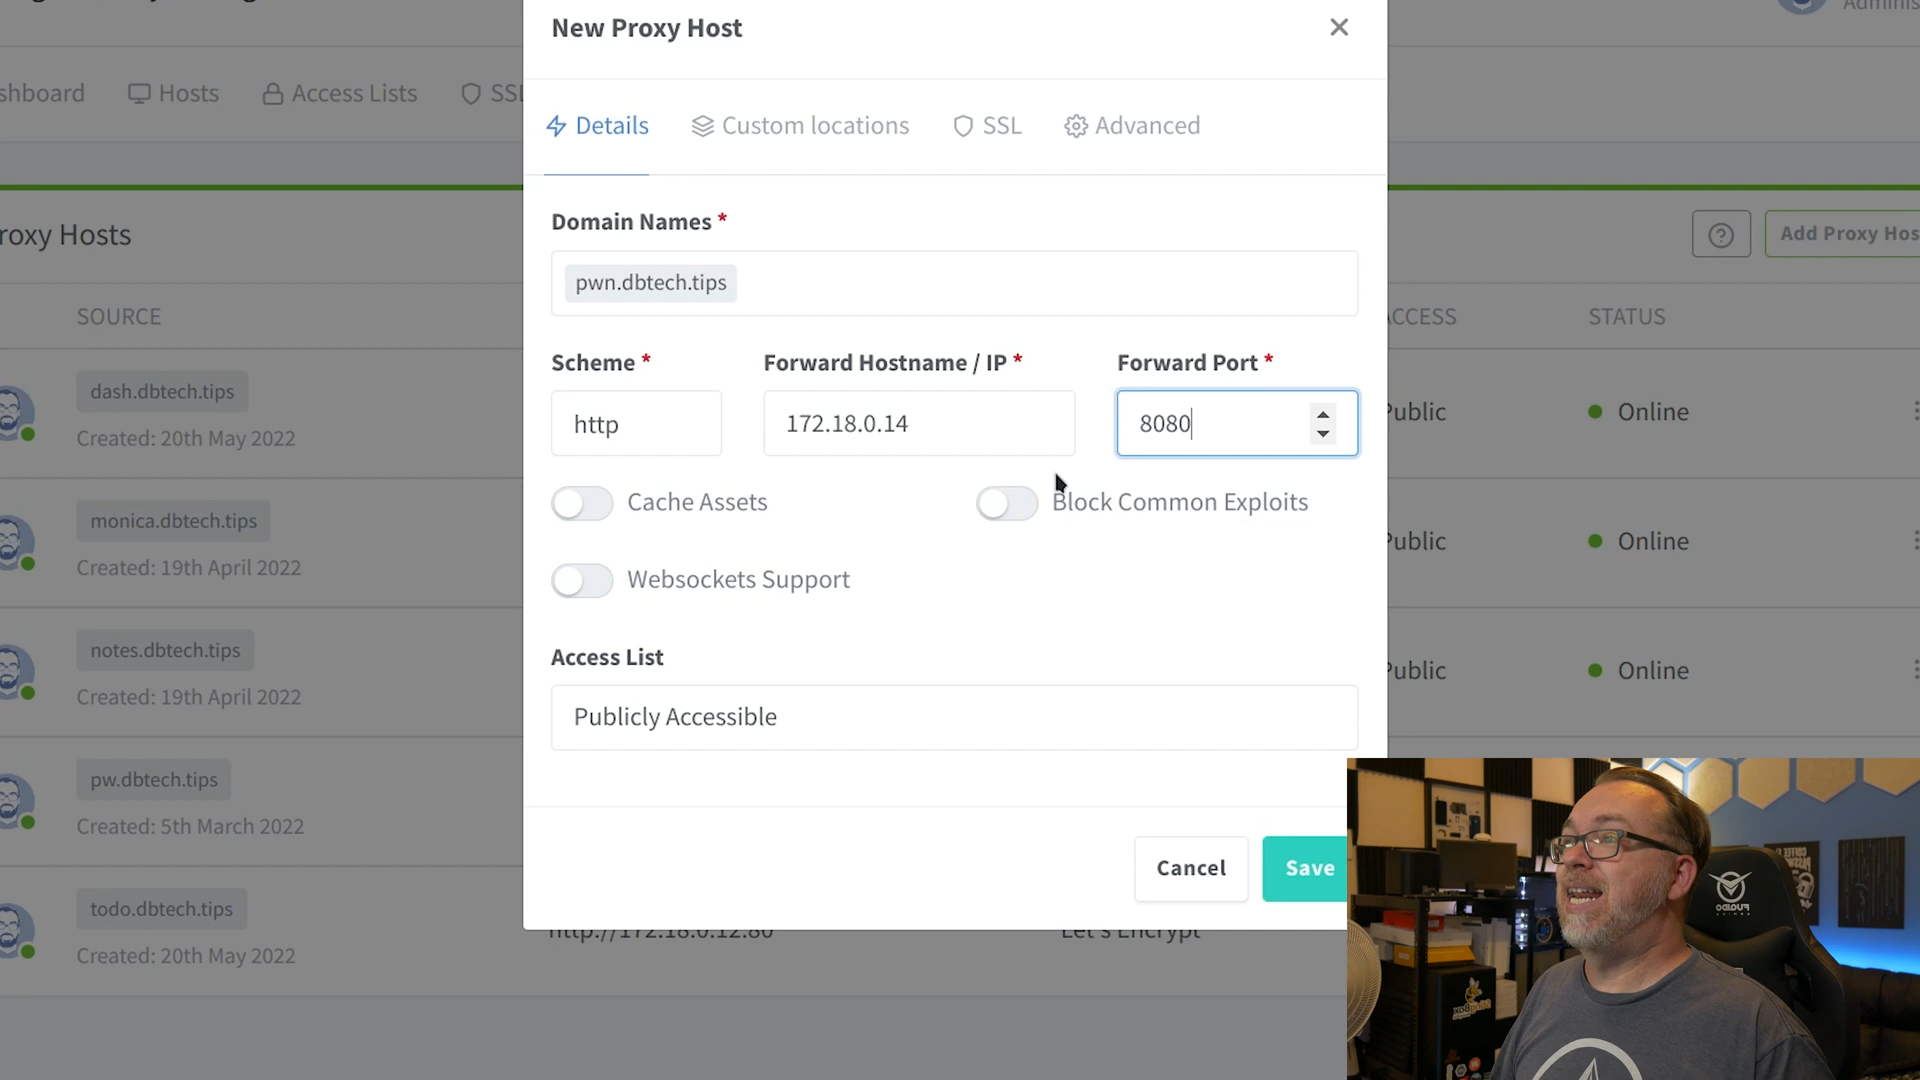 New Proxy Host
Adminis
shboard
Hosts
Access Lists
SSL
Details
Custom locations
SSL
Advanced
roxy Hosts
Add Proxy Hos
Domain Names *
pwn.dbtech.tips
SOURCE
CCESS
STATUS
Scheme *
Forward Hostname / IP *
Forward Port *
http
172.18.0.14
8080
dash.dbtech.tips
Created: 20th May 2022
Public
Online
Cache Assets
Block Common Exploits
monica.dbtech.tips
Created: 19th April 2022
Public
Online
Websockets Support
notes.dbtech.tips
Created: 19th April 2022
Public
Online
Access List
Publicly Accessible
pw.dbtech.tips
Created: 5th March 2022
Cancel
Save
todo.dbtech.tips
Created: 20th May 2022
http://172.18.0.12:80
Let's Encrypt